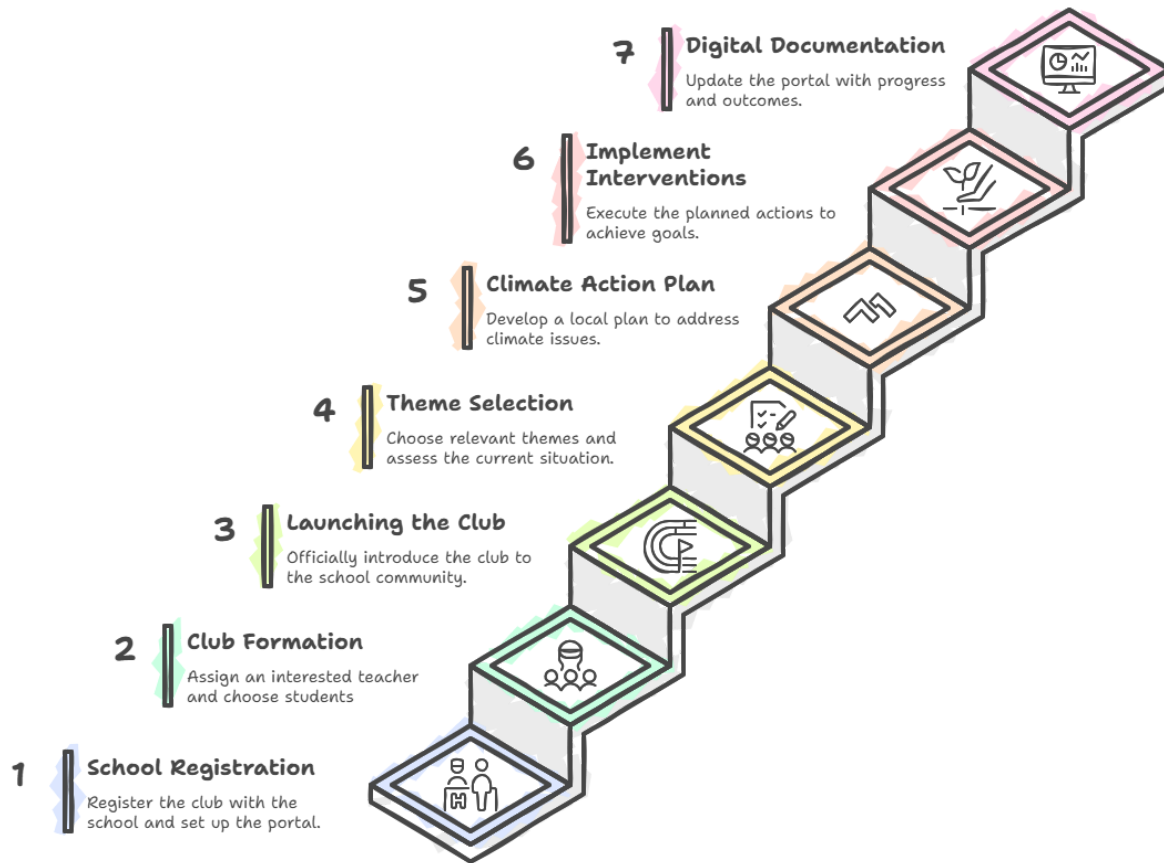 7
Digital Documentation
Update the portal with progress
and outcomes.
6
Implement
Interventions
Execute the planned actions to
achieve goals.
5
Climate Action Plan
Develop a local plan to address
climate issues.
4
Theme Selection
Choose relevant themes and
assess the current situation.
3
Launching the Club
Officially introduce the club to
the school community.
2
Club Formation
Assign an interested teacher
and choose students
1
School Registration
Register the club with the
school and set up the portal.